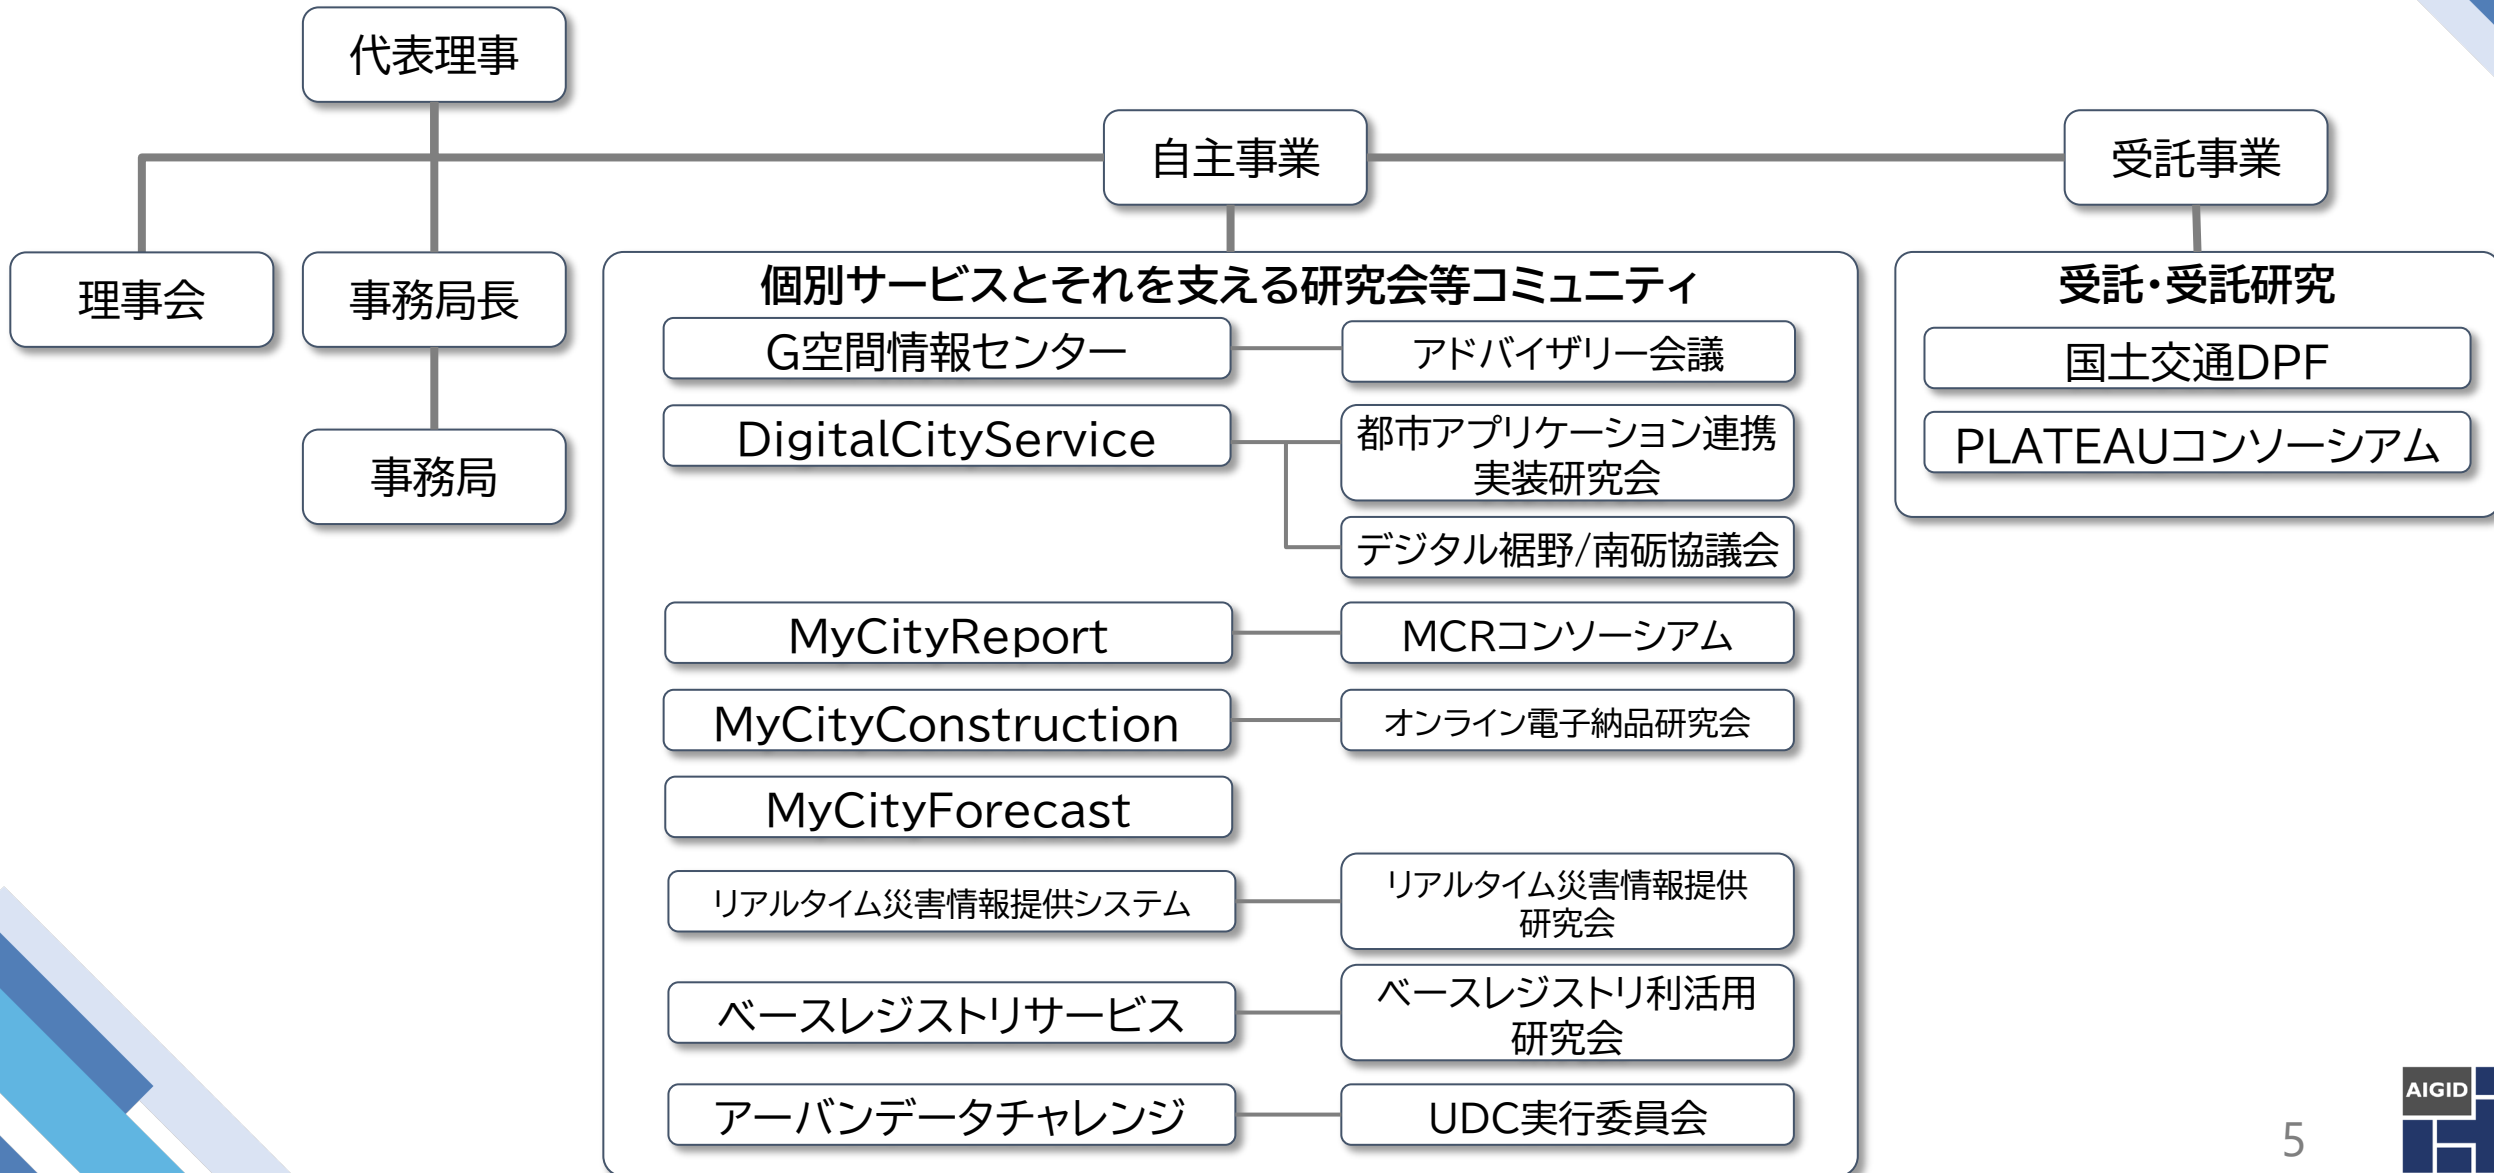 代表理事
自主事業
受託事業
理事会
事務局長
事務局
個別サービスとそれを支える研究会等コミュニティ
G空間情報センター
アドバイザリー会議
DigitalCityService
都市アプリケーション連携
実装研究会
デジタル裾野/南砺協議会
MyCityReport
MCRコンソーシアム
MyCityConstruction
オンライン電子納品研究会
MyCityForecast
リアルタイム災害情報提供システム
リアルタイム災害情報提供
研究会
ベースレジストリサービス
ベースレジストリ利活用
研究会
アーバンデータチャレンジ
UDC実行委員会
受託・受託研究
国土交通DPF
PLATEAUコンソーシアム
AIGID
5